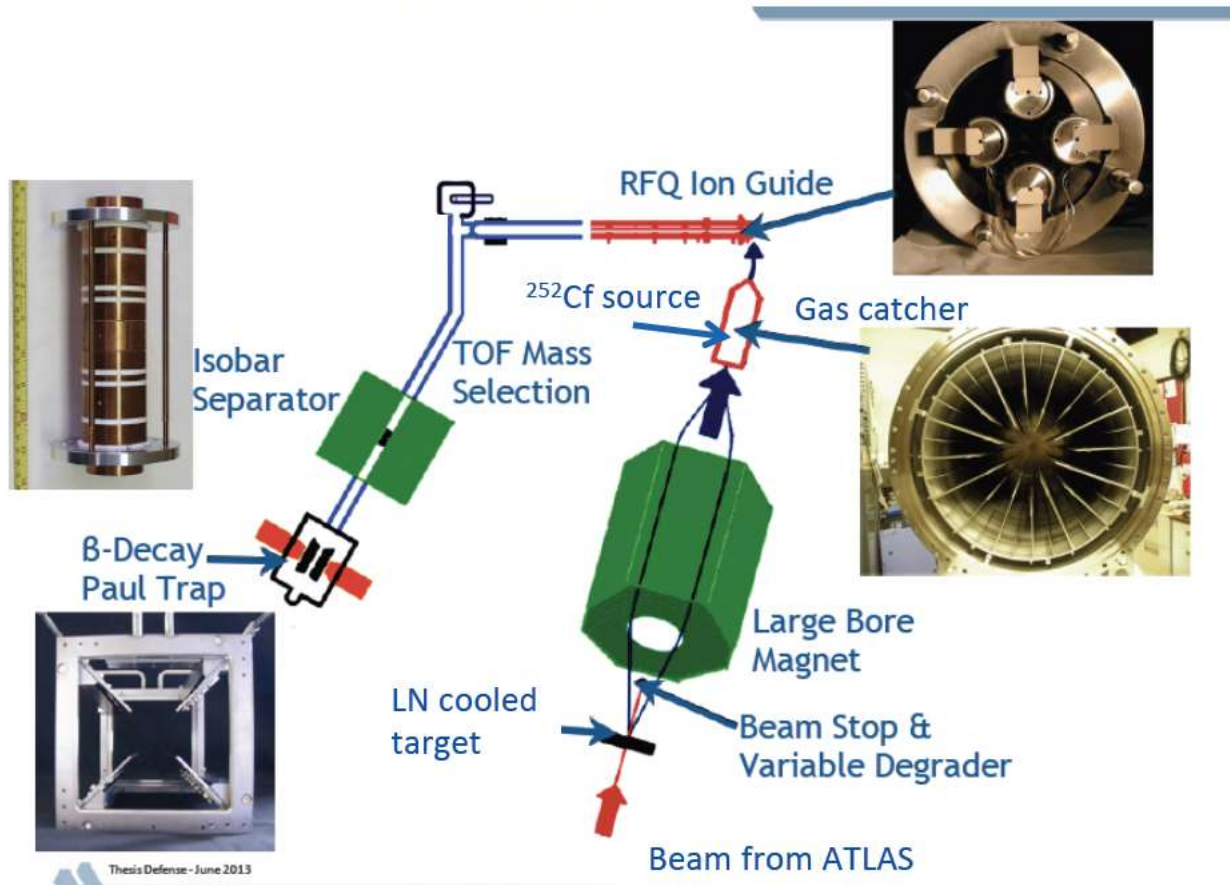 RFQ Ion Guide
²⁵²Cf source
Gas catcher
Isobar
Separator
TOF Mass
Selection
β-Decay
Paul Trap
Large Bore
Magnet
LN cooled
target
Beam Stop &
Variable Degrader
Beam from ATLAS
Thesis Defense - June 2013